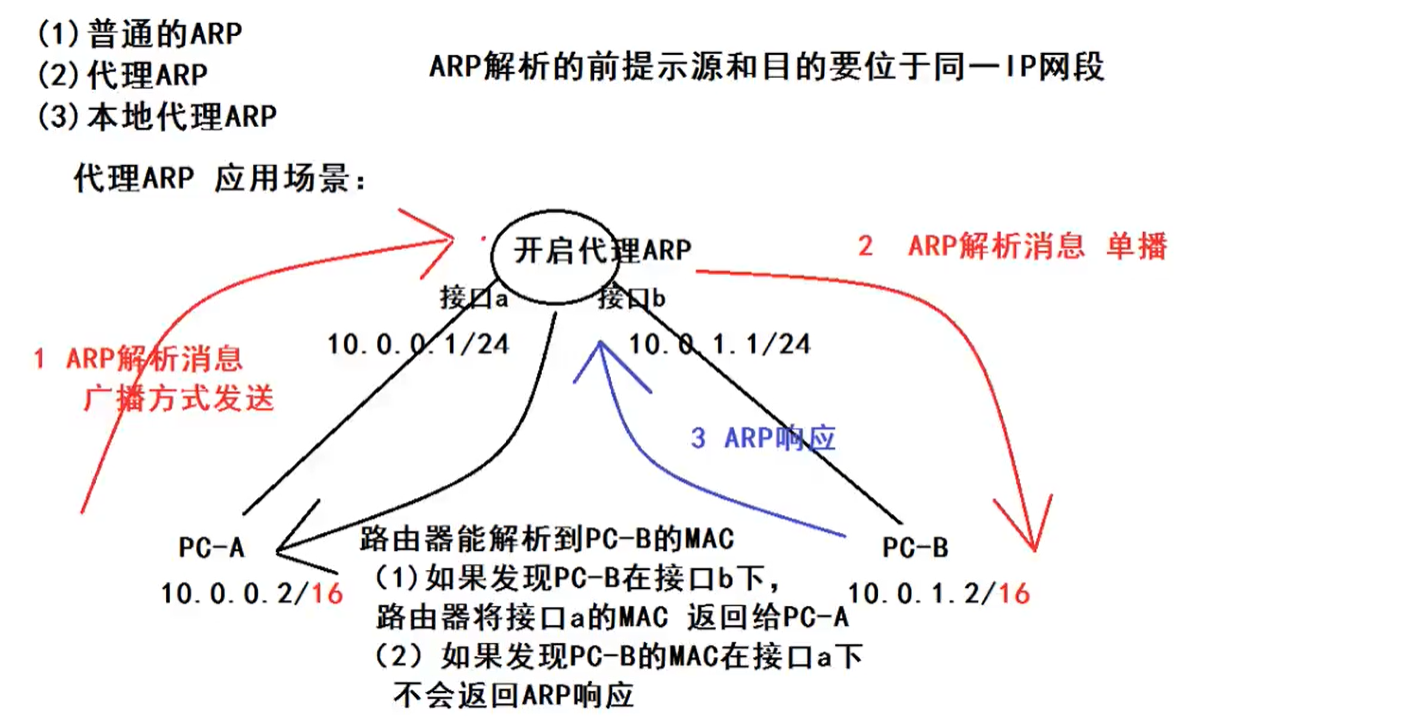 (1)普通的ARP
(2)代理ARP
(3)本地代理ARP
ARP解析的前提示源和目的要位于同一IP网段
代理ARP 应用场景：
开启代理ARP
接口a
接口b
10.0.0.1/24
10.0.1.1/24
2 ARP解析消息 单播
1 ARP解析消息
广播方式发送
3 ARP响应
PC-A
10.0.0.2/16
PC-B
10.0.1.2/16
路由器能解析到PC-B的MAC
(1)如果发现PC-B在接口b下，
路由器将接口a的MAC 返回给PC-A
(2) 如果发现PC-B的MAC在接口a下
不会返回ARP响应